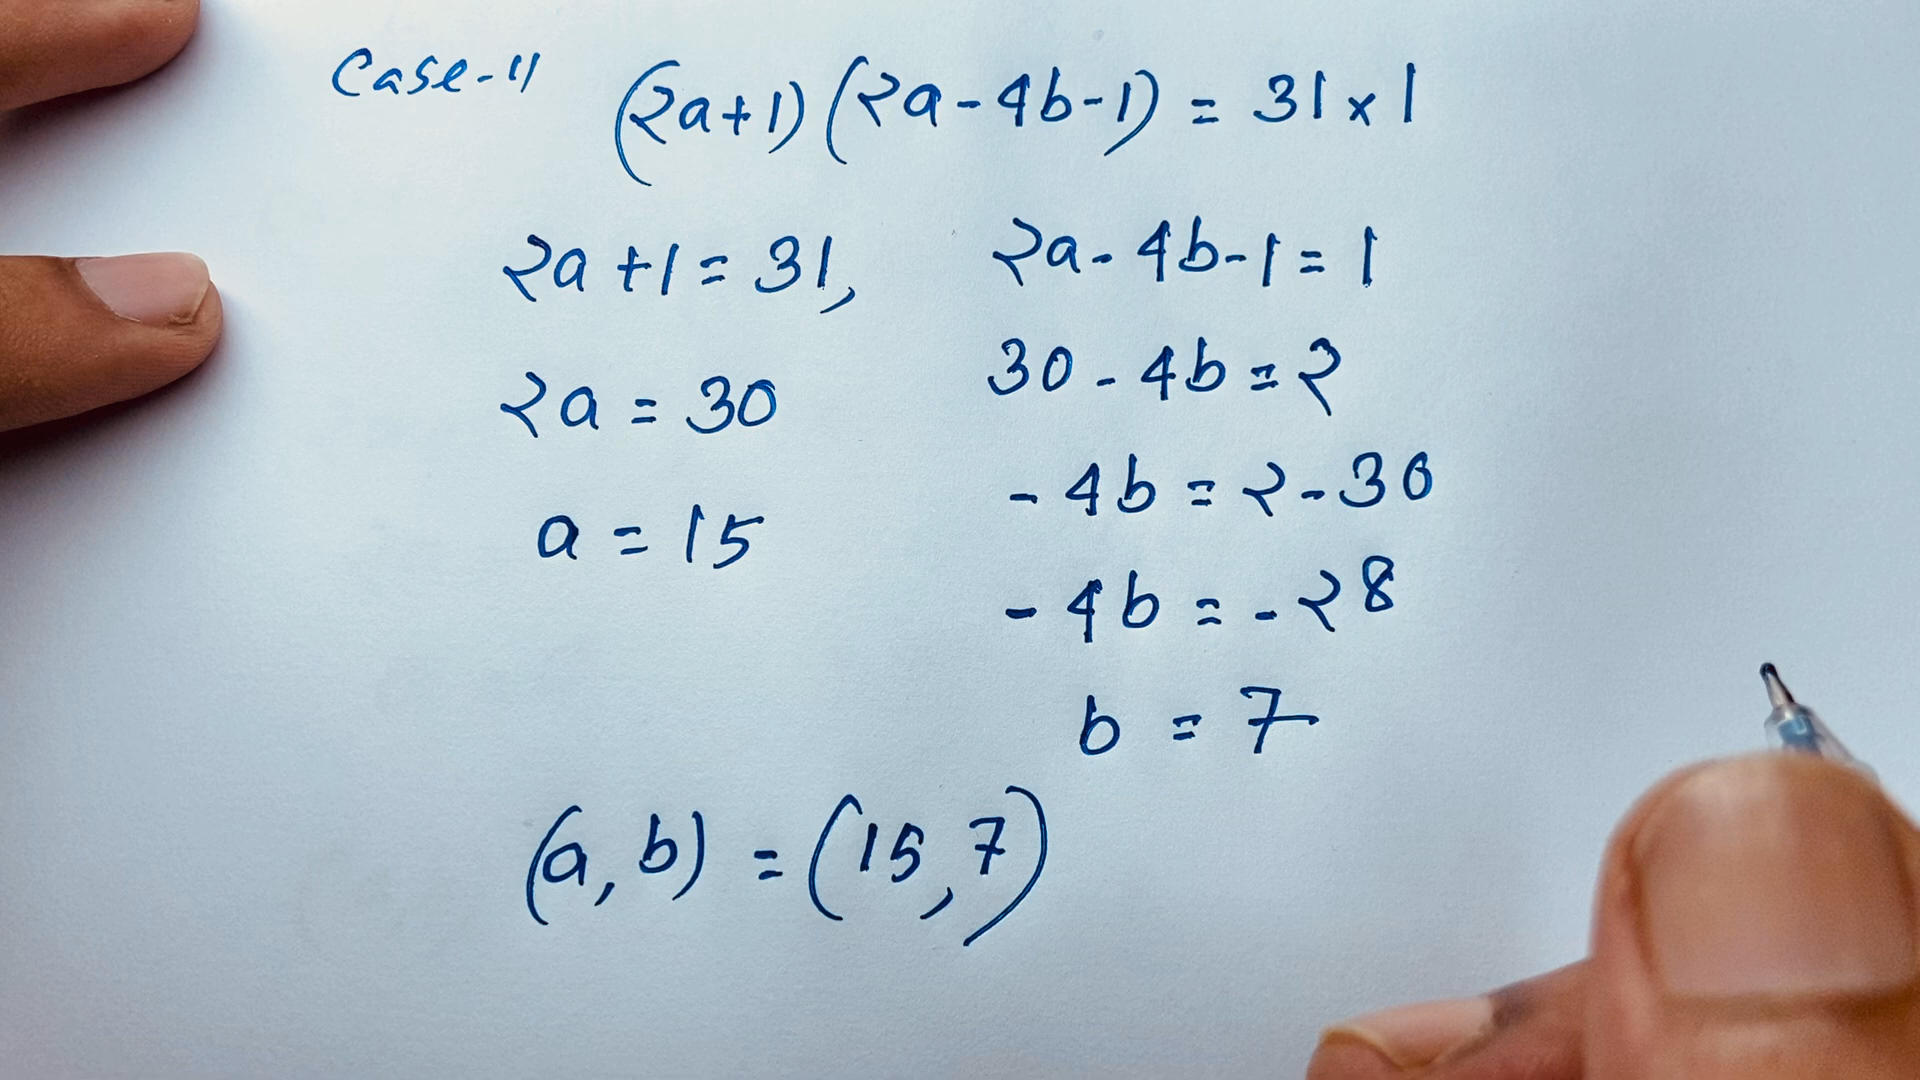 Case-11 (2a+1)(2a-4b-1) = 31 x 1
2a+1 = 31, 2a-4b-1 = 1
2a = 30 30-4b = 2
a = 15 -4b = 2-30
-4b = -28
b = 7
(a, b) = (15, 7)